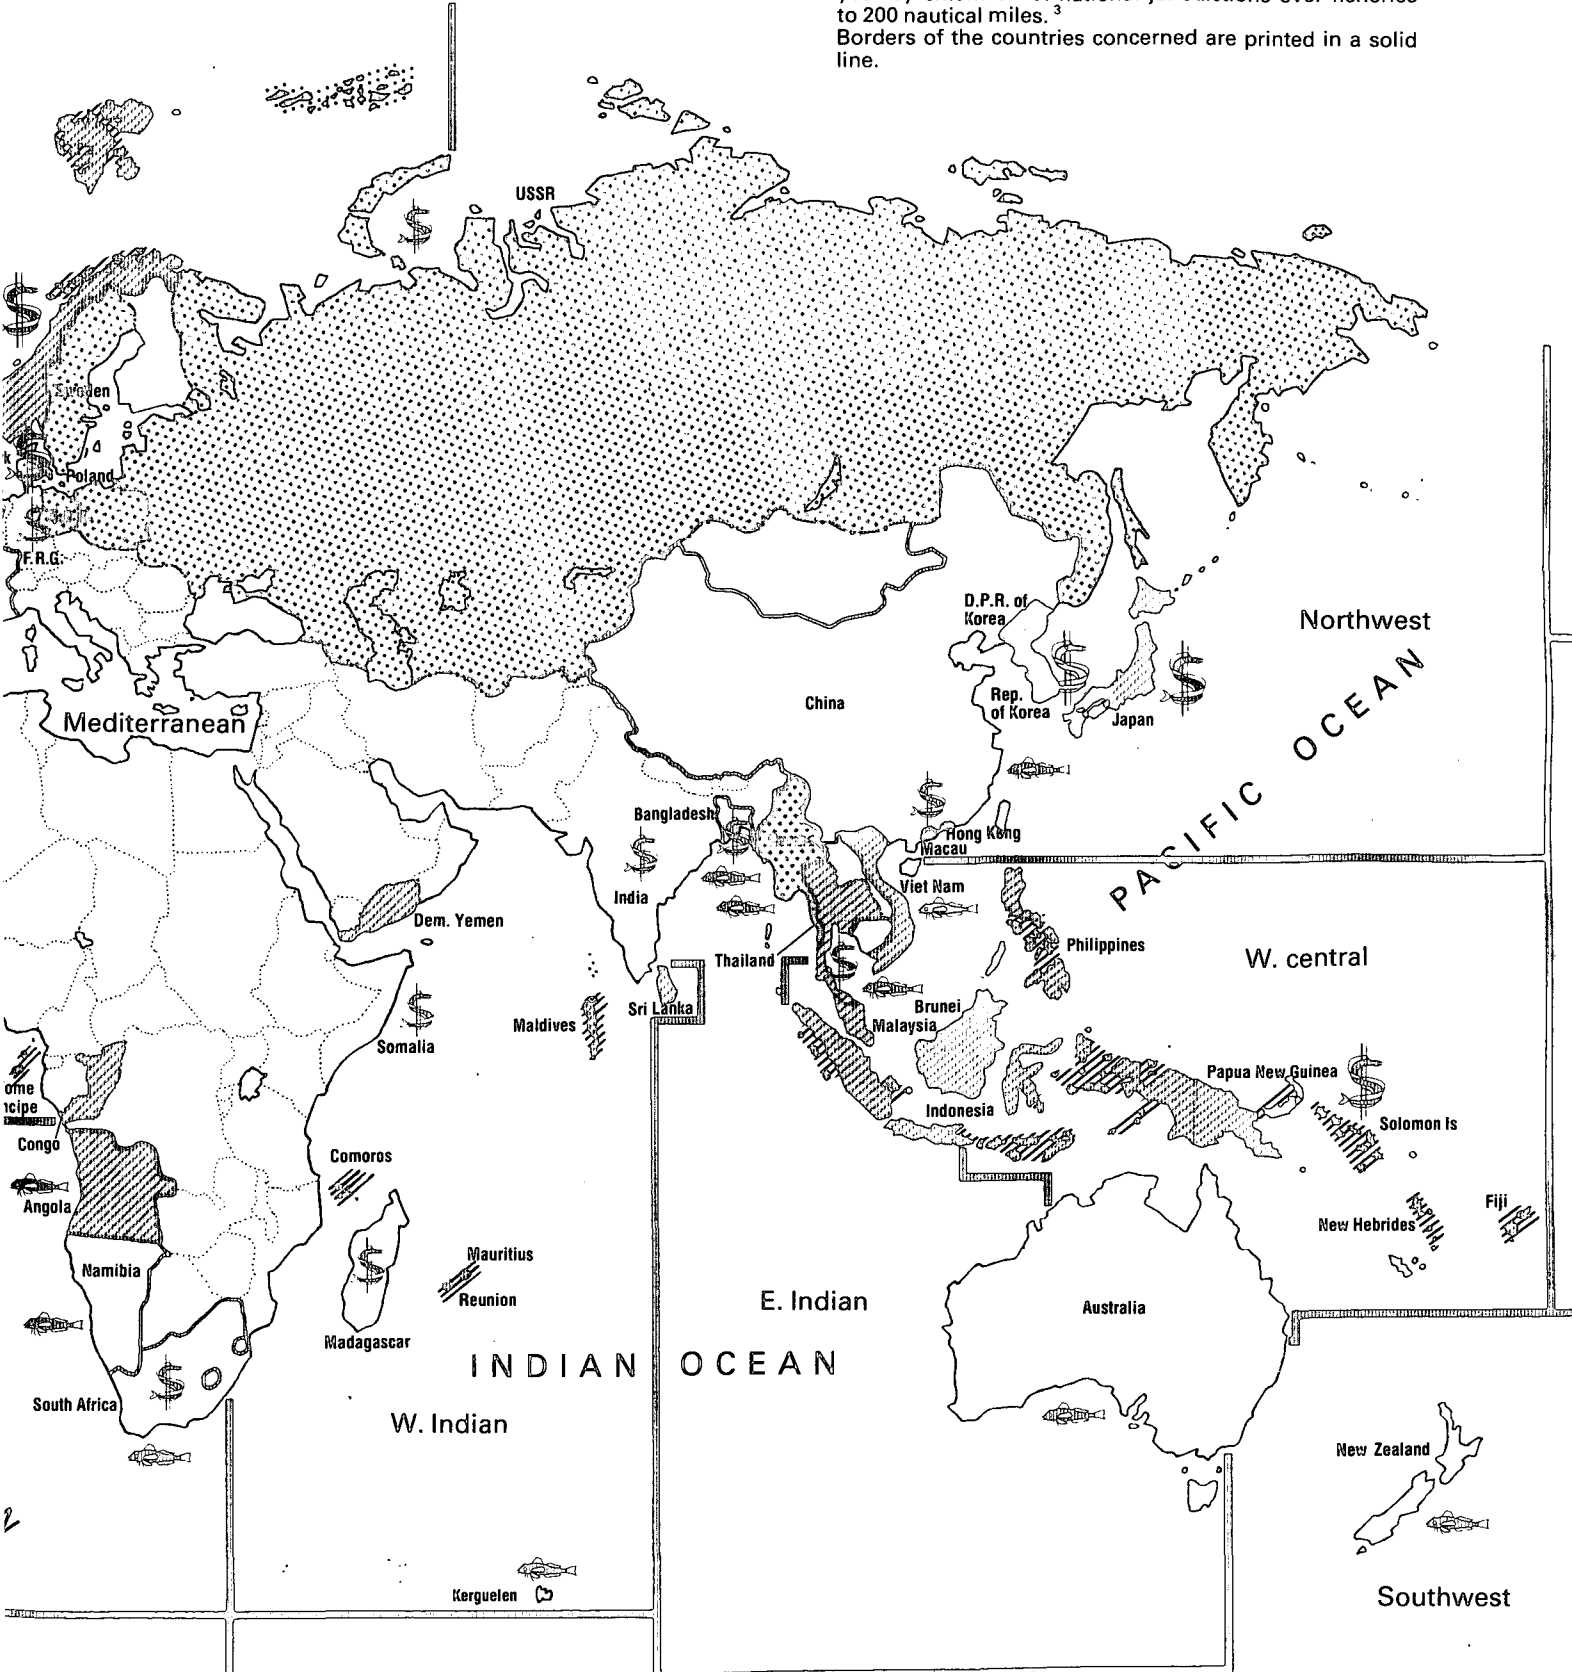 to 200 nautical miles. 3
Borders of the countries concerned are printed in a solid
line.
USSR
Sweden
Poland
F.R.G.
D.P.R. of
Korea
Northwest
China
Rep.
of Korea
Japan
Mediterranean
PACIFIC OCEAN
Bangladesh
Hong Kong
Macau
India
Viet Nam
Dem. Yemen
Philippines
Thailand
W. central
Sri Lanka
Brunei
Maldives
Malaysia
Somalia
Papua New Guinea
Indonesia
Solomon Is
Congo
Comoros
Angola
New Hebrides
Fiji
Mauritius
Namibia
Reunion
E. Indian
Australia
Madagascar
INDIAN OCEAN
South Africa
W. Indian
New Zealand
Kerguelen
Southwest